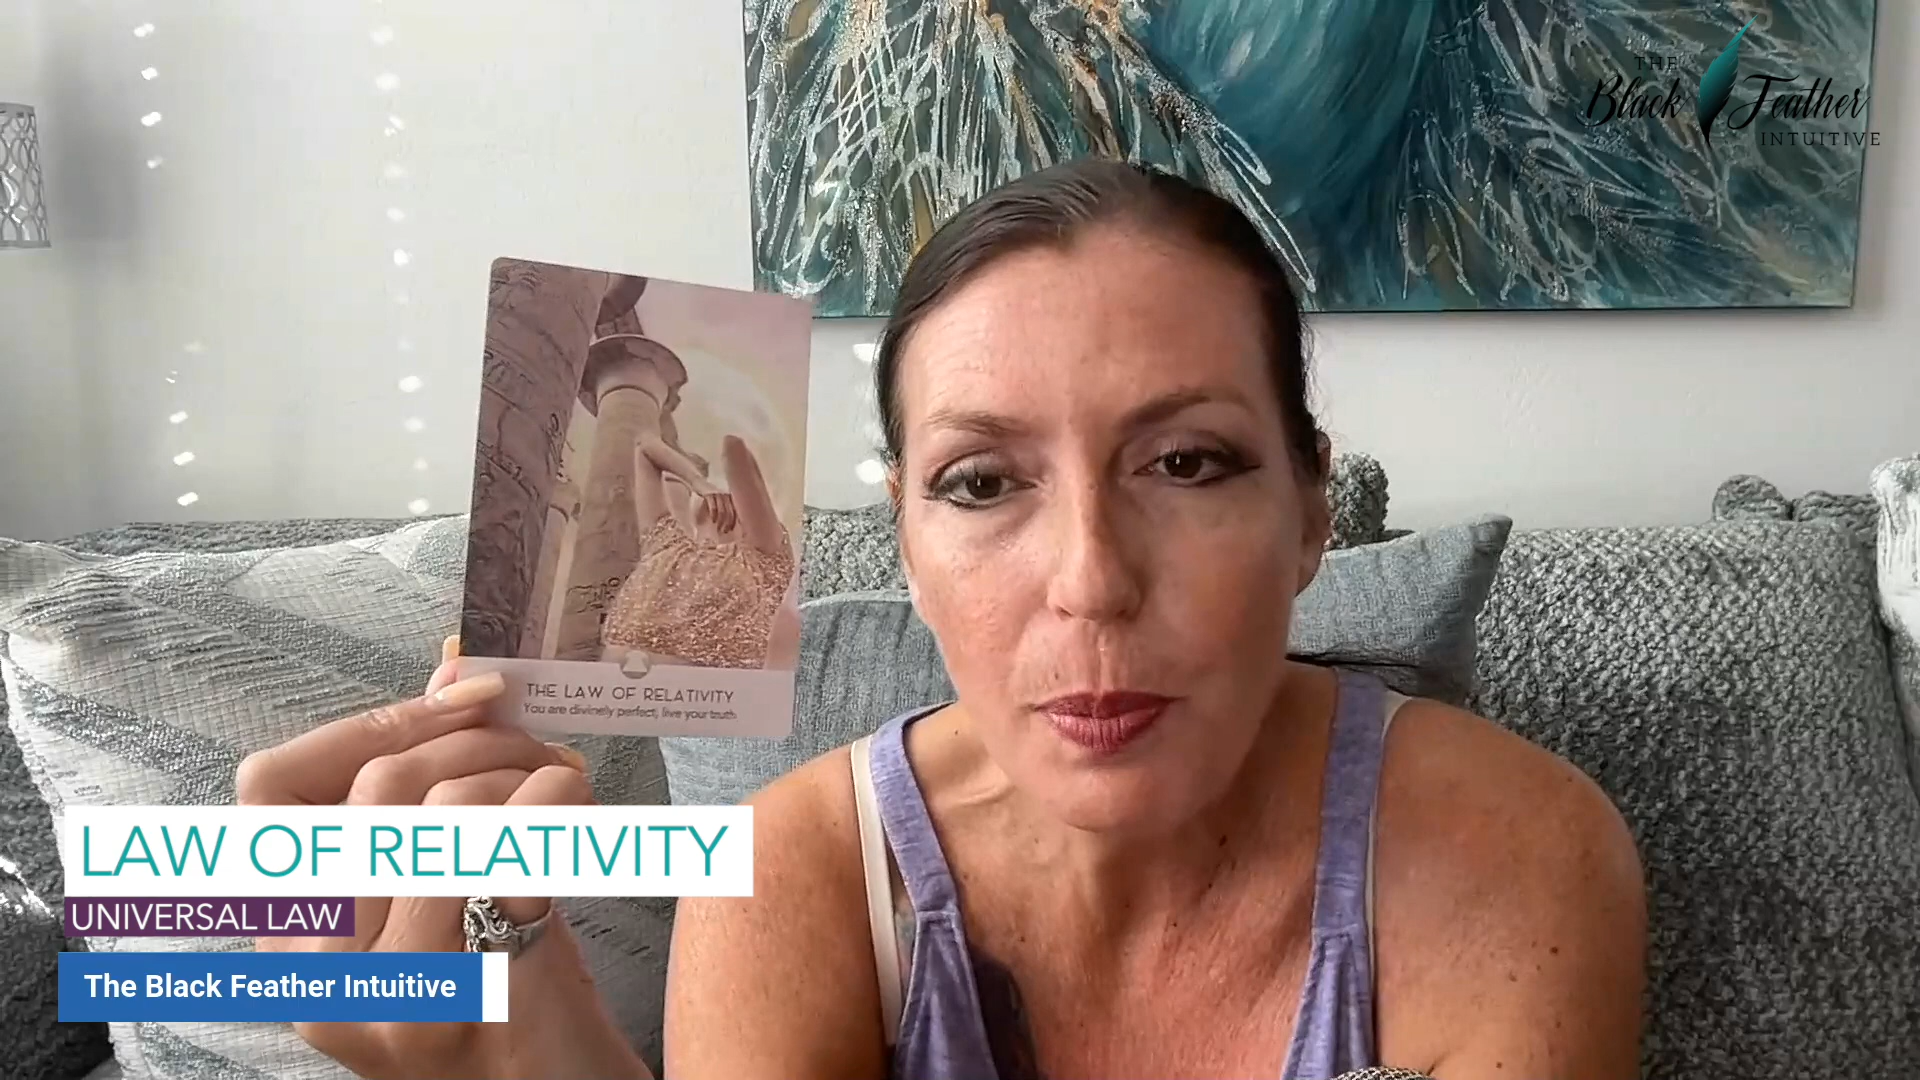 THE
Black Feather
INTUITIVE
THE LAW OF RELATIVITY
You are divinely perfect, live your truth
LAW OF RELATIVITY
UNIVERSAL LAW
The Black Feather Intuitive